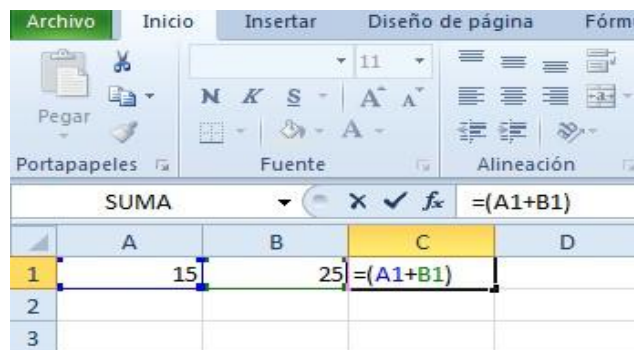 Archivo Inicio Insertar Diseño de página Fórm
11
N K S A A
Pegar A
Portapapeles Fuente Alineación
SUMA fx =(A1+B1)
A B C D
1 15 25 =(A1+B1)
2
3